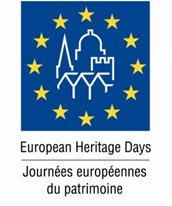 European Heritage Days
Journées européennes
du patrimoine